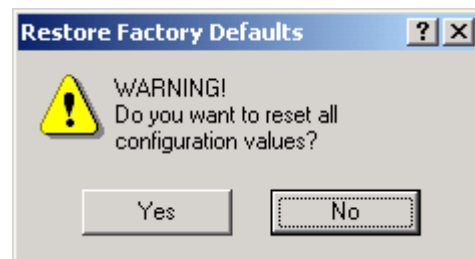 Restore Factory Defaults
WARNING!
Do you want to reset all
configuration values?
Yes No